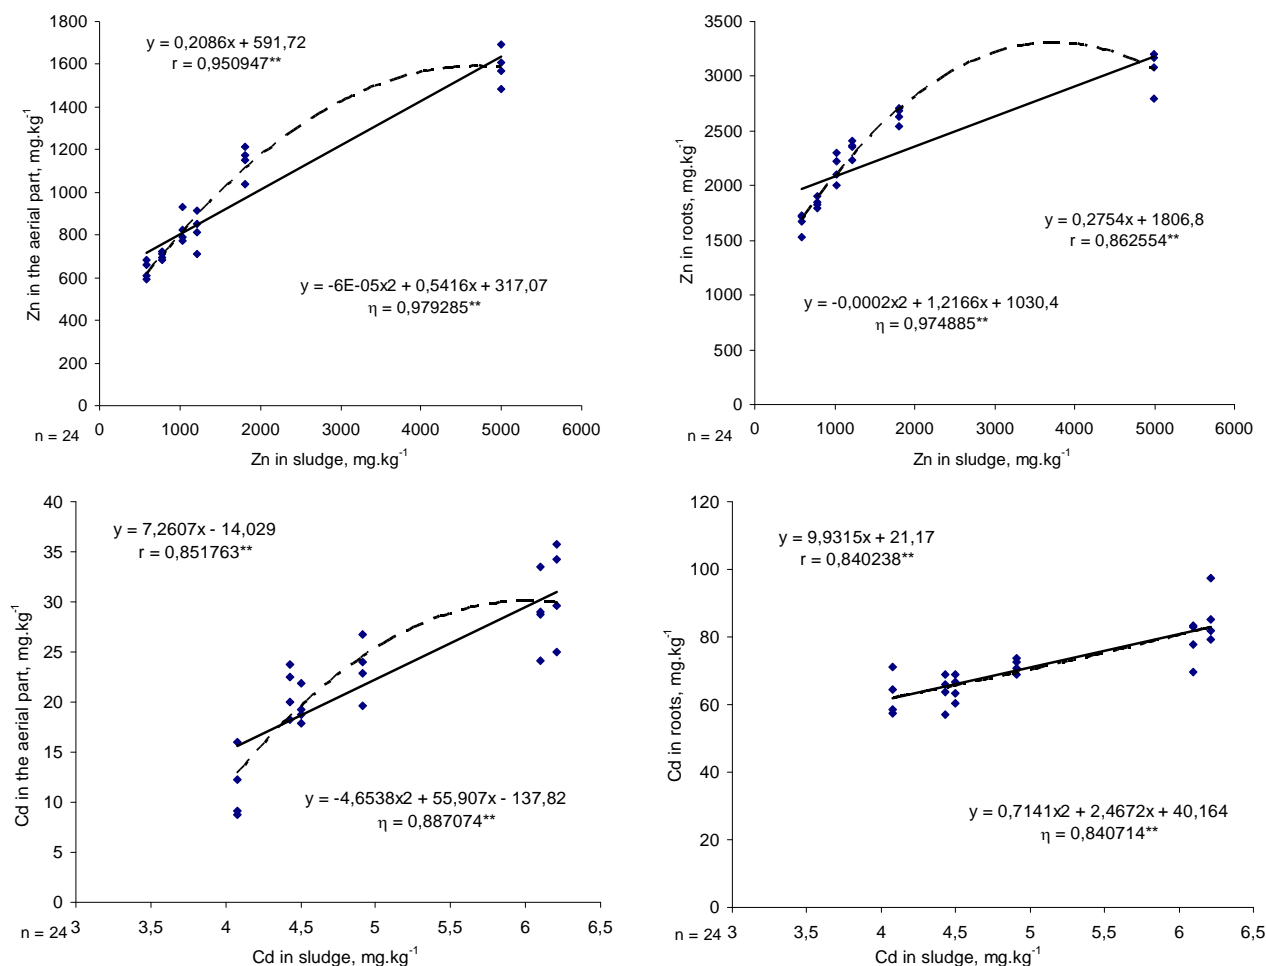 Zn in the aerial part, mg.kg-1
1800
1600
1400
1200
1000
800
600
400
200
0
y = 0,2086x + 591,72
r = 0,950947**
y = -6E-05x2 + 0,5416x + 317,07
η = 0,979285**
0 1000 2000 3000 4000 5000 6000
n = 24
Zn in sludge, mg.kg-1
Zn in roots, mg.kg-1
3500
3000
2500
2000
1500
1000
500
0
y = 0,2754x + 1806,8
r = 0,862554**
y = -0,0002x2 + 1,2166x + 1030,4
η = 0,974885**
0 1000 2000 3000 4000 5000 6000
n = 24
Zn in sludge, mg.kg-1
Cd in the aerial part, mg.kg-1
40
35
30
25
20
15
10
5
0
y = 7,2607x - 14,029
r = 0,851763**
y = -4,6538x2 + 55,907x - 137,82
η = 0,887074**
3 3,5 4 4,5 5 5,5 6 6,5
n = 24
Cd in sludge, mg.kg-1
Cd in roots, mg.kg-1
120
100
80
60
40
20
0
y = 9,9315x + 21,17
r = 0,840238**
y = 0,7141x2 + 2,4672x + 40,164
η = 0,840714**
3 3,5 4 4,5 5 5,5 6 6,5
n = 24
Cd in sludge, mg.kg-1